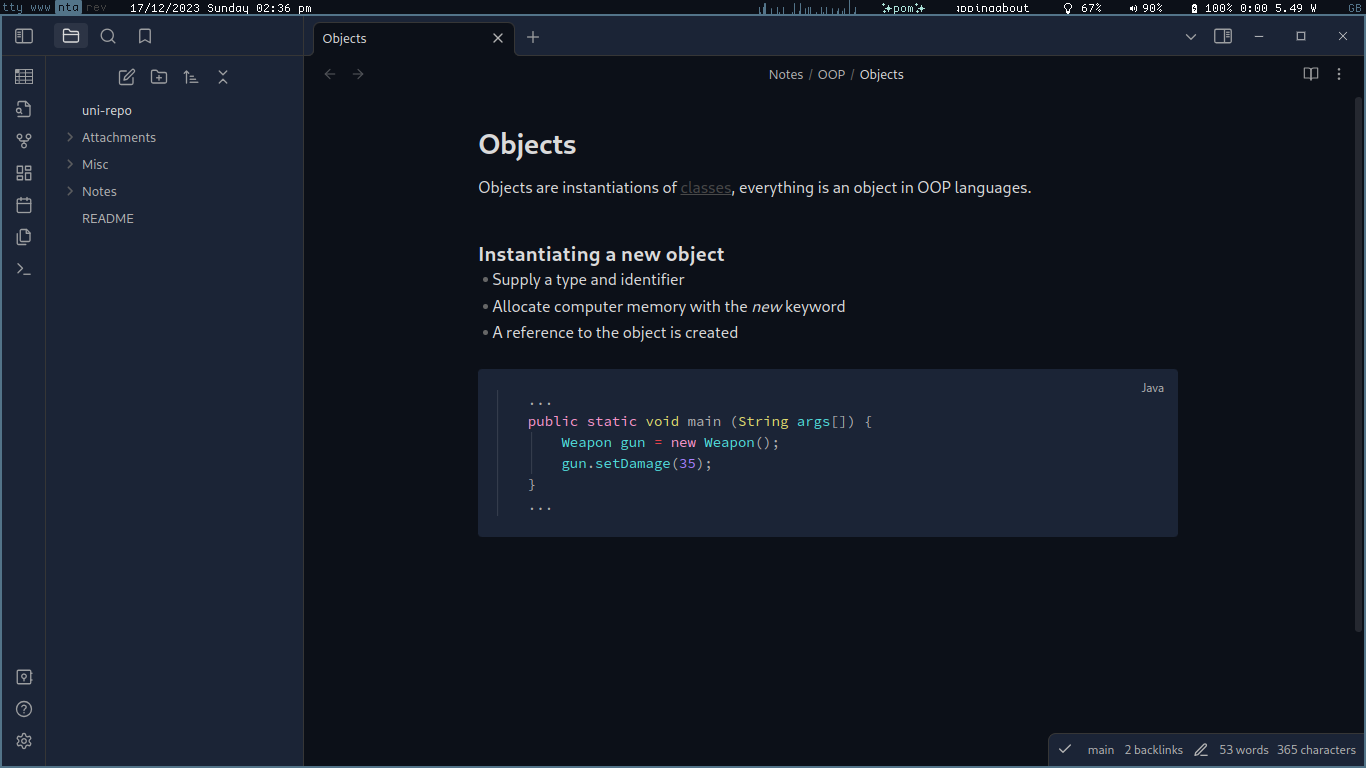 tty www nta rev 17/12/2023 Sunday 02:36 pm pom ppingabout 67% 90% 100% 0:00 5.49 W GB
Objects
Notes / OOP / Objects
uni-repo
Attachments
Misc
Notes
README
Objects
Objects are instantiations of classes, everything is an object in OOP languages.
Instantiating a new object
• Supply a type and identifier
• Allocate computer memory with the new keyword
• A reference to the object is created
Java
...
public static void main (String args[]) {
Weapon gun = new Weapon();
gun.setDamage(35);
}
...
main 2 backlinks 53 words 365 characters